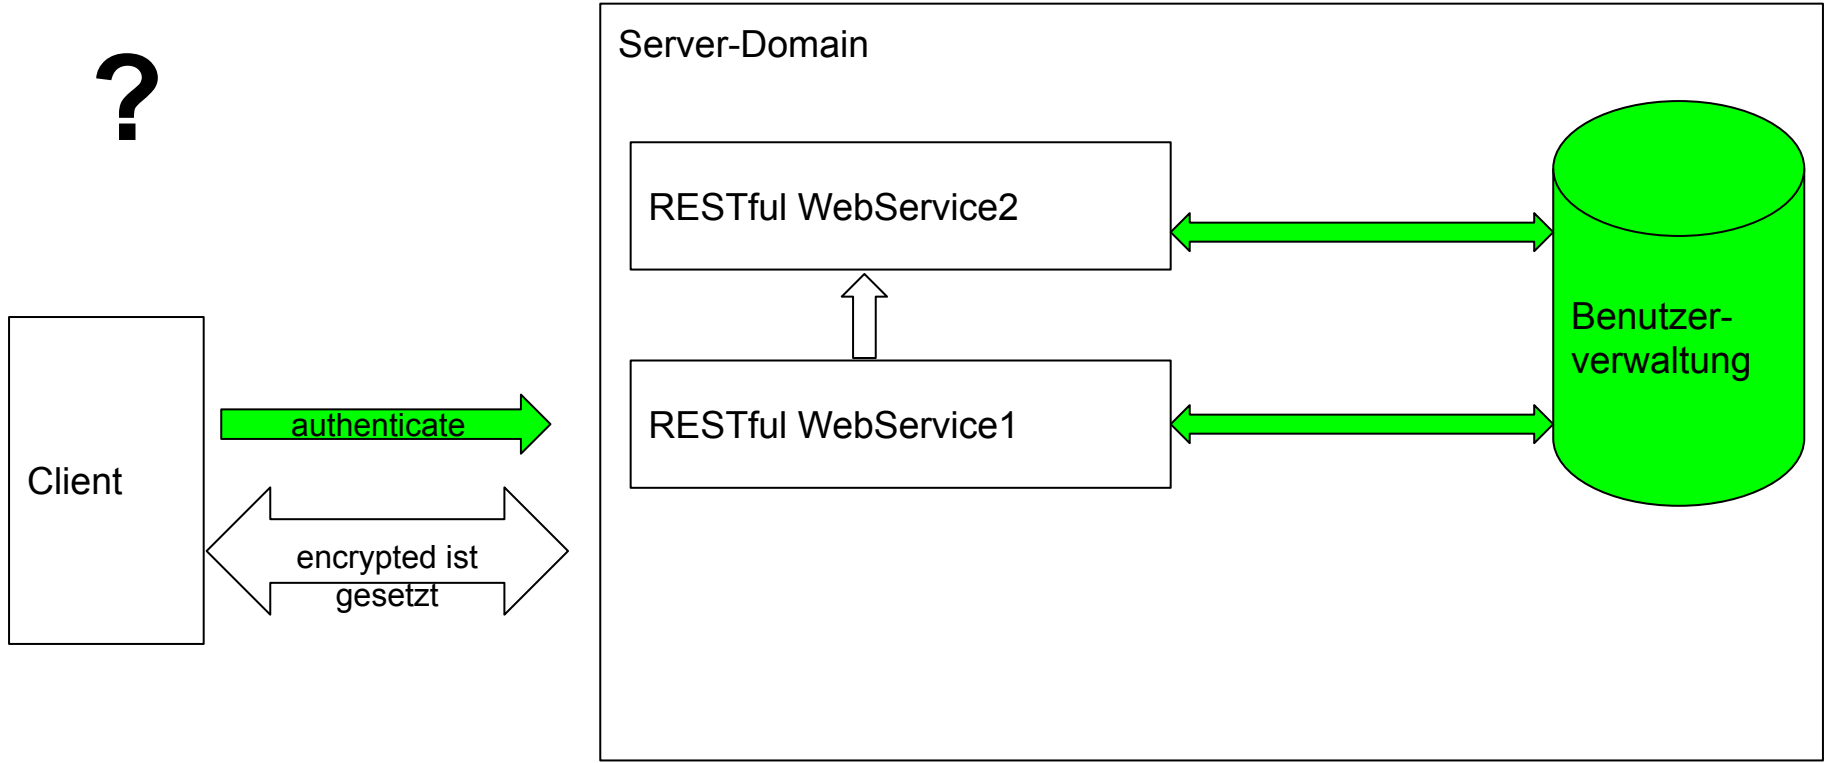 ?
Server-Domain
RESTful WebService2
Benutzer-
verwaltung
RESTful WebService1
authenticate
Client
encrypted ist
gesetzt